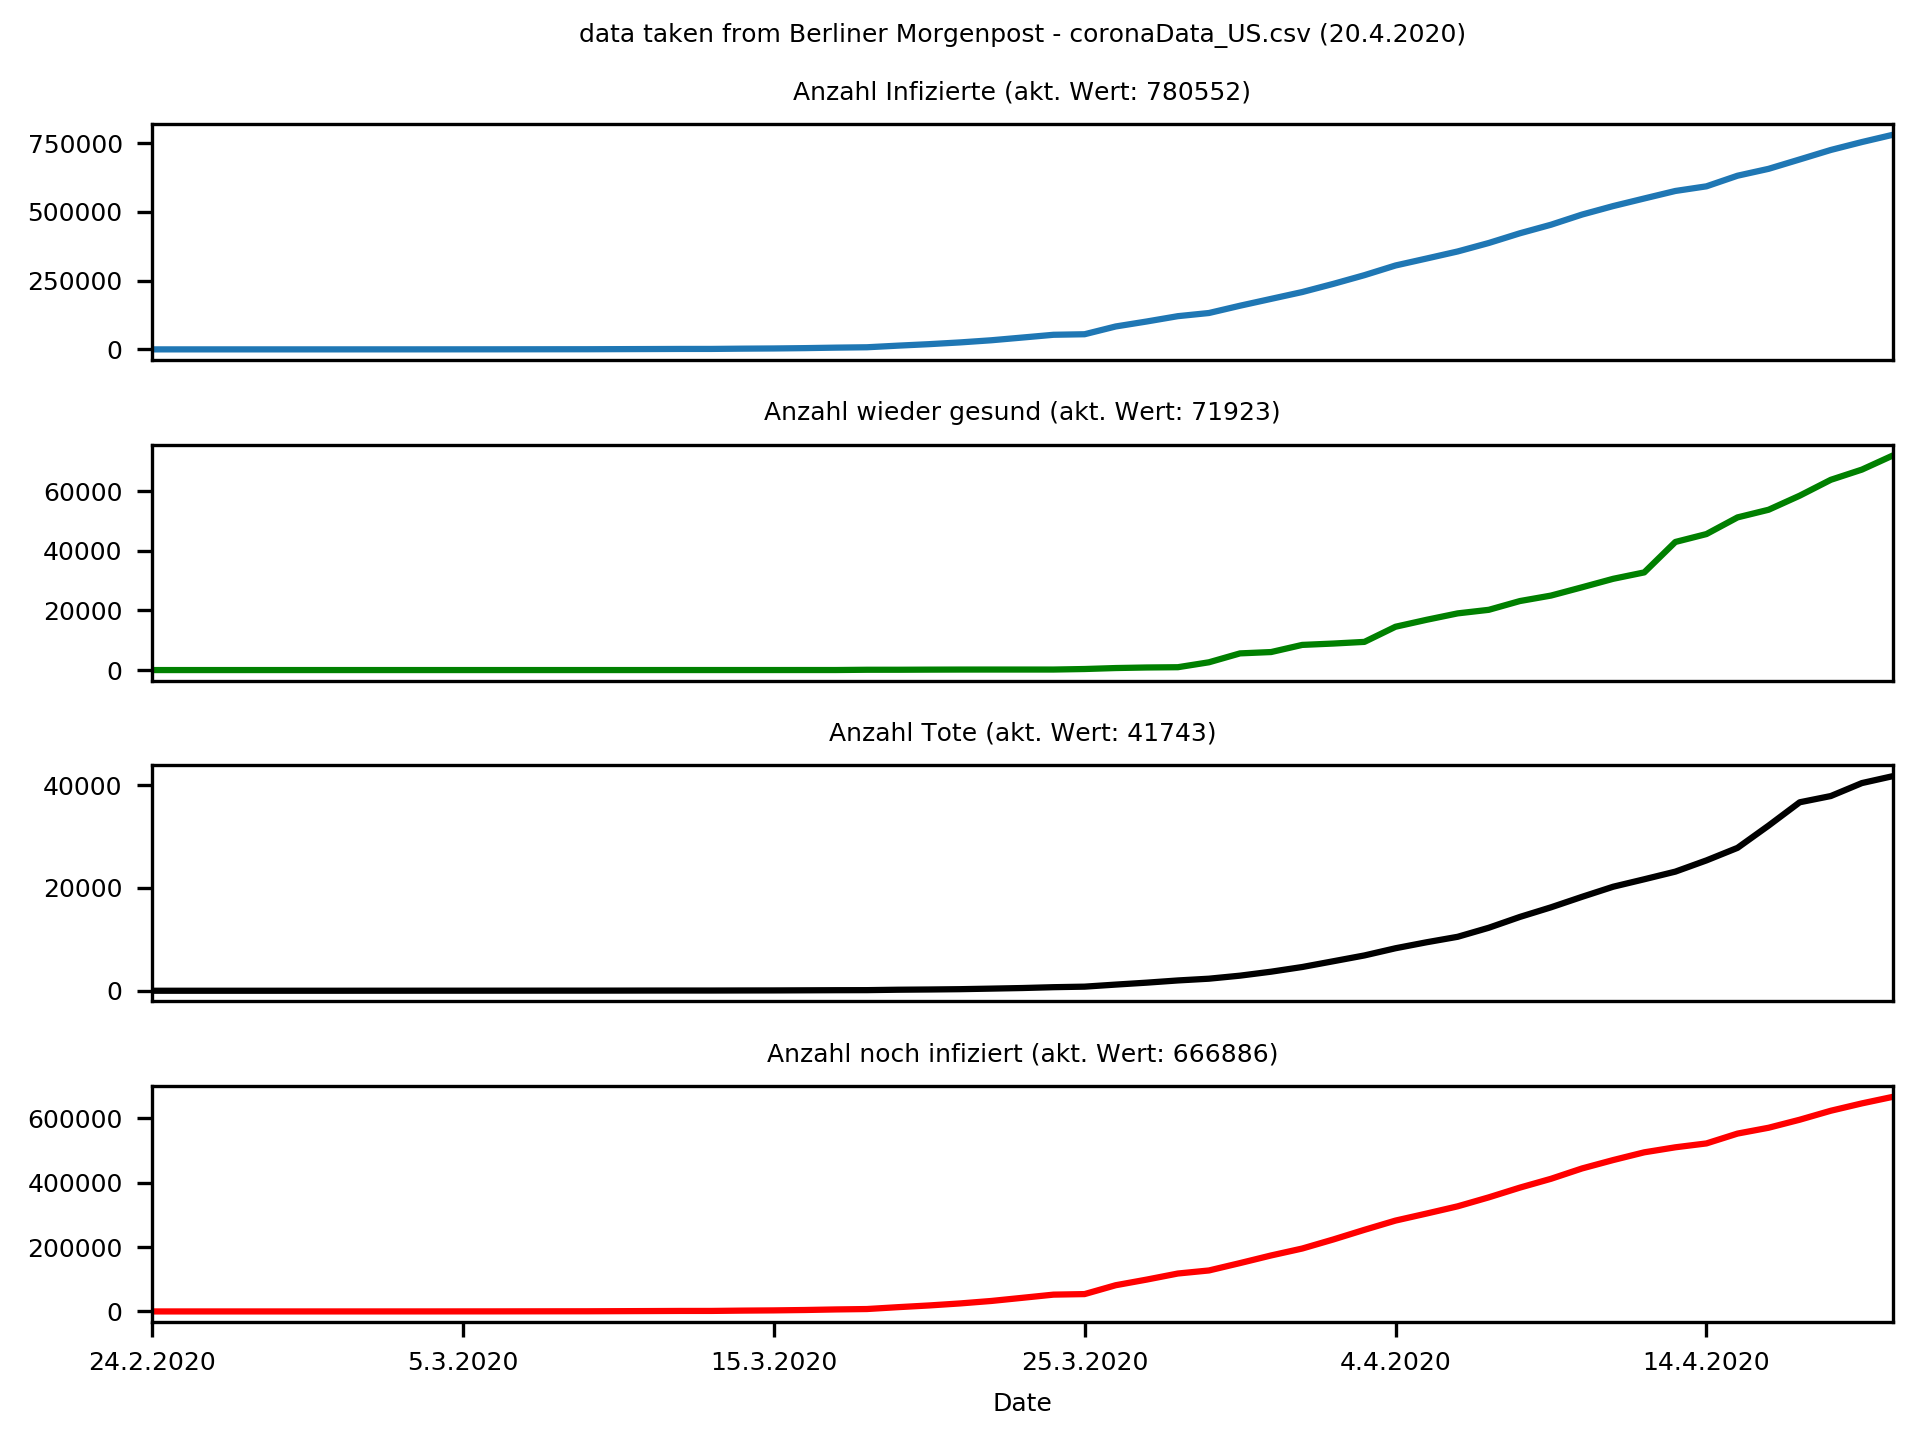 data taken from Berliner Morgenpost - coronaData_US.csv (20.4.2020)
Anzahl Infizierte (akt. Wert: 780552)
750000
500000
250000
0
Anzahl wieder gesund (akt. Wert: 71923)
60000
40000
20000
0
Anzahl Tote (akt. Wert: 41743)
40000
20000
0
Anzahl noch infiziert (akt. Wert: 666886)
600000
400000
200000
0
24.2.2020 5.3.2020 15.3.2020 25.3.2020 4.4.2020 14.4.2020
Date